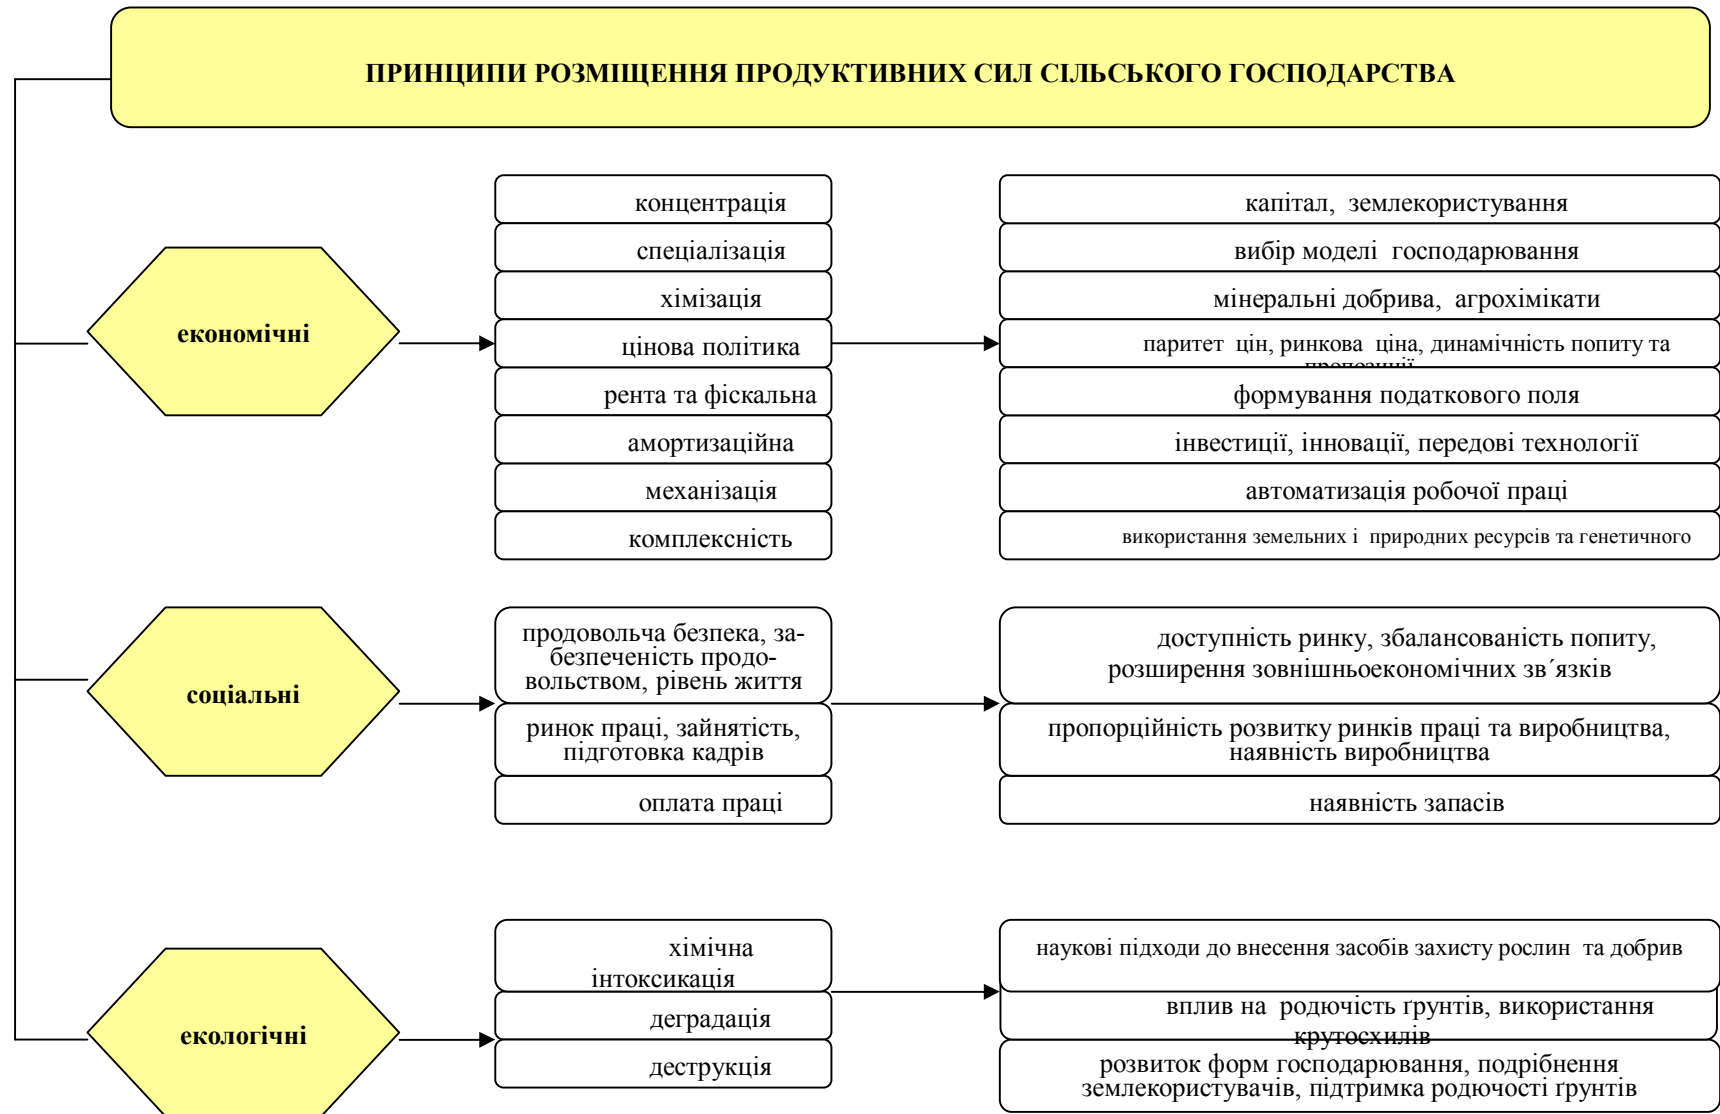 ПРИНЦИПИ РОЗМІЩЕННЯ ПРОДУКТИВНИХ СИЛ СІЛЬСЬКОГО ГОСПОДАРСТВА
економічні
концентрація
спеціалізація
хімізація
цінова політика
рента та фіскальна
амортизаційна
механізація
комплексність
капітал, землекористування
вибір моделі господарювання
мінеральні добрива, агрохімікати
паритет цін, ринкова ціна, динамічність попиту та
пропозиції
формування податкового поля
інвестиції, інновації, передові технології
автоматизація робочої праці
використання земельних і природних ресурсів та генетичного
соціальні
продовольча безпека, за-
безпеченість продо-
вольством, рівень життя
ринок праці, зайнятість,
підготовка кадрів
оплата праці
доступність ринку, збалансованість попиту,
розширення зовнішньоекономічних зв´язків
пропорційність розвитку ринків праці та виробництва,
наявність виробництва
наявність запасів
екологічні
хімічна
інтоксикація
деградація
деструкція
наукові підходи до внесення засобів захисту рослин та добрив
вплив на родючість ґрунтів, використання
крутосхилів
розвиток форм господарювання, подрібнення
землекористувачів, підтримка родючості ґрунтів